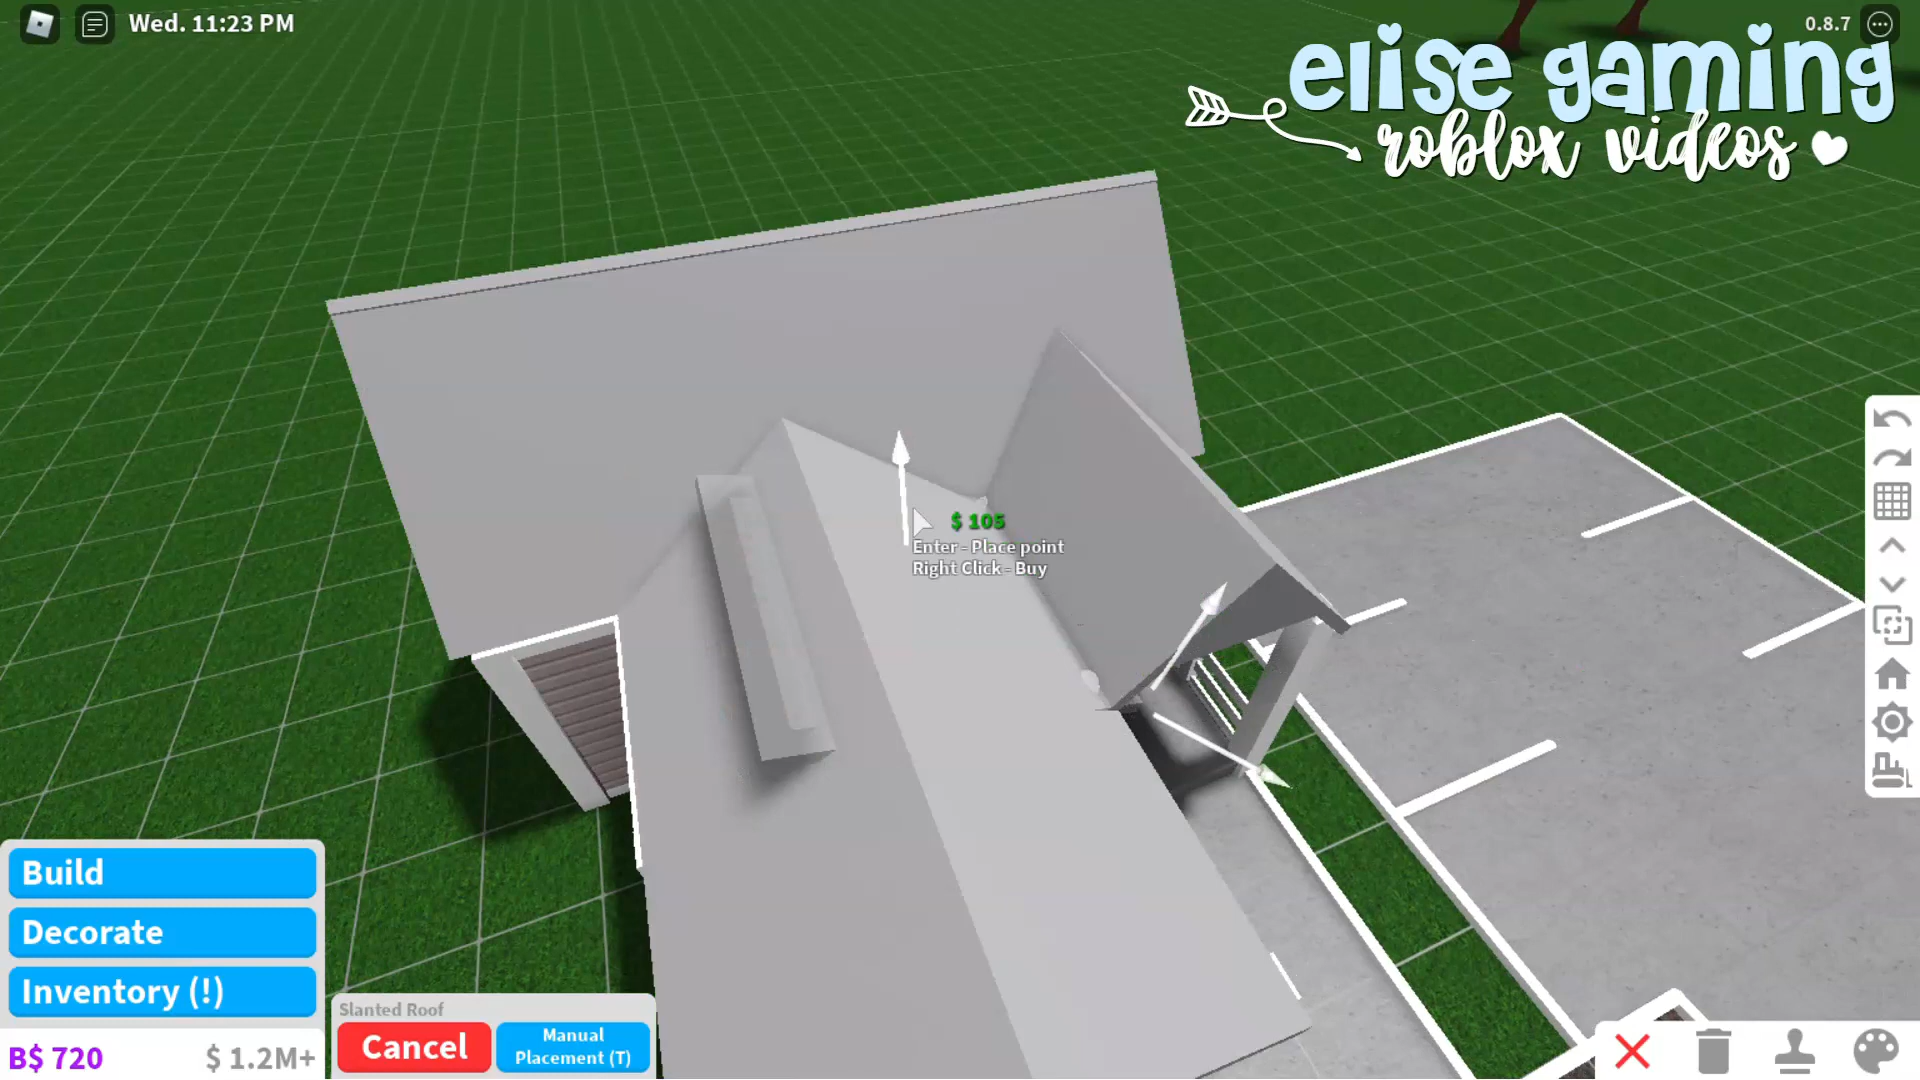 Wed. 11:23 PM
0.8.7
elise gaming
roblox videos
$ 105
Enter - Place point
Right Click - Buy
Build
Decorate
Inventory (!)
B$ 720
$ 1.2M+
Slanted Roof
Cancel
Manual
Placement (T)